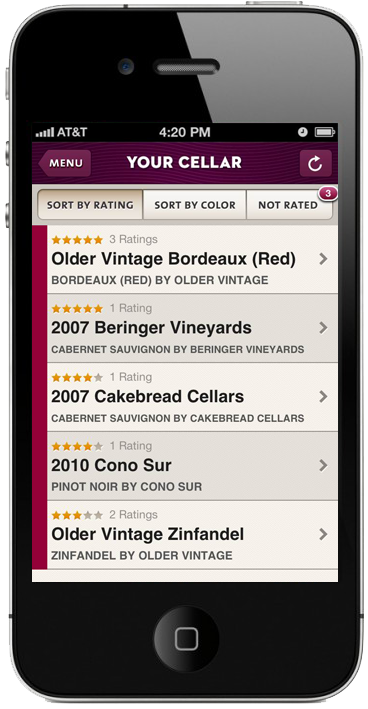 AT&T 4:20 PM
MENU YOUR CELLAR
SORT BY RATING SORT BY COLOR NOT RATED 3
3 Ratings
Older Vintage Bordeaux (Red)
BORDEAUX (RED) BY OLDER VINTAGE
1 Rating
2007 Beringer Vineyards
CABERNET SAUVIGNON BY BERINGER VINEYARDS
1 Rating
2007 Cakebread Cellars
CABERNET SAUVIGNON BY CAKEBREAD CELLARS
1 Rating
2010 Cono Sur
PINOT NOIR BY CONO SUR
2 Ratings
Older Vintage Zinfandel
ZINFANDEL BY OLDER VINTAGE